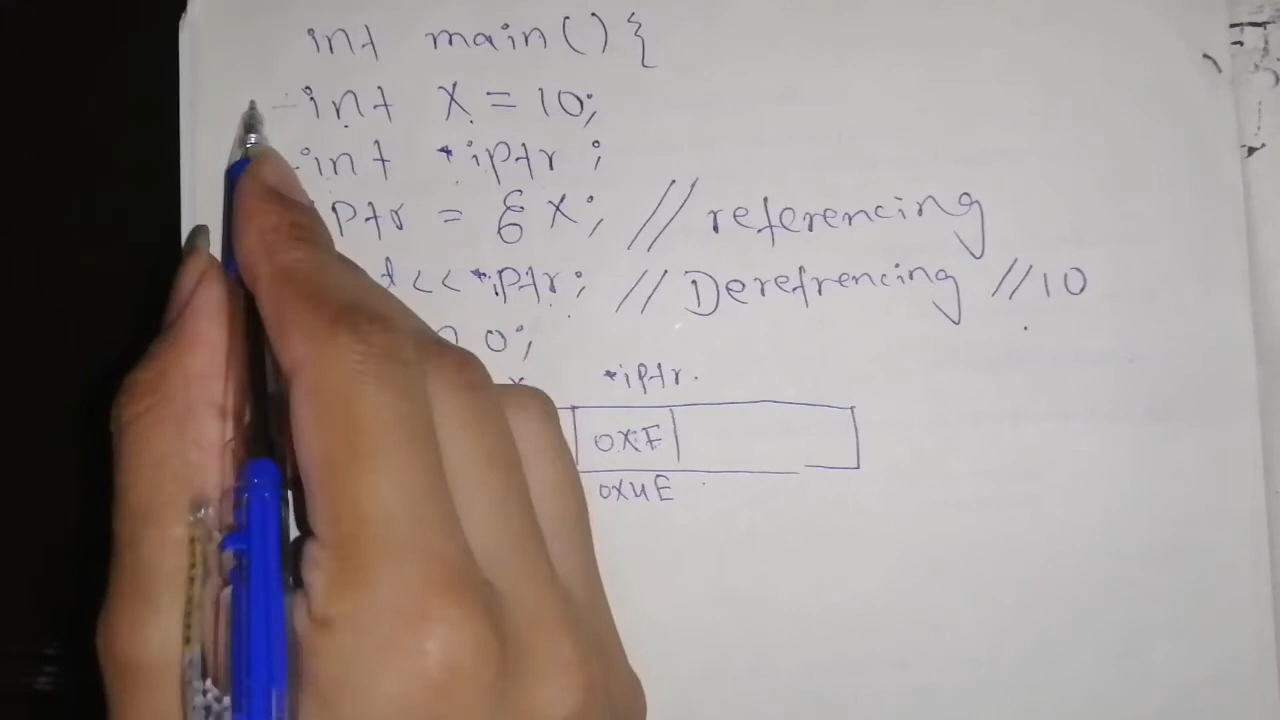 int main(){
int x = 10;
int *iptr ;
iptr = &x; // referencing
<<*iptr; // Derefrencing //10
0;
x *iptr.
0XF
0X4E